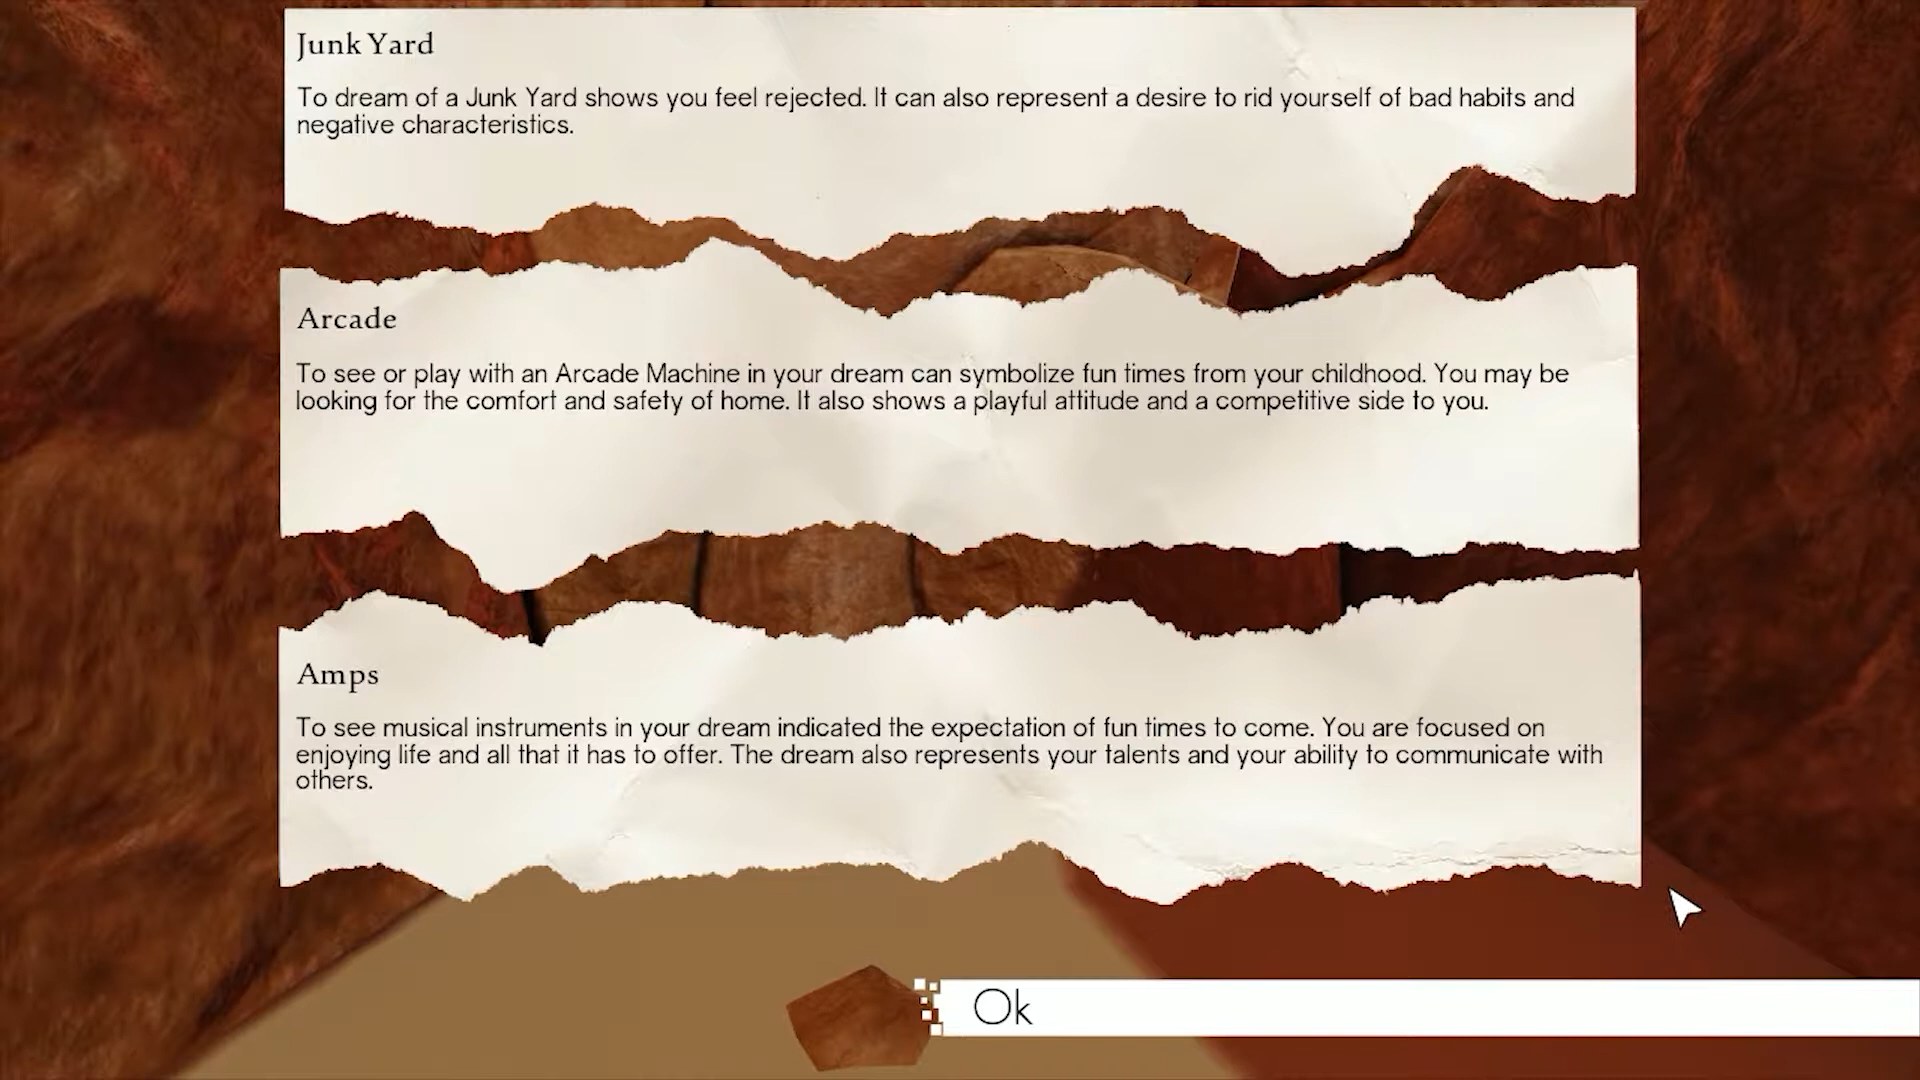 Junk Yard
To dream of a Junk Yard shows you feel rejected. It can also represent a desire to rid yourself of bad habits and
negative characteristics.
Arcade
To see or play with an Arcade Machine in your dream can symbolize fun times from your childhood. You may be
looking for the comfort and safety of home. It also shows a playful attitude and a competitive side to you.
Amps
To see musical instruments in your dream indicated the expectation of fun times to come. You are focused on
enjoying life and all that it has to offer. The dream also represents your talents and your ability to communicate with
others.
Ok